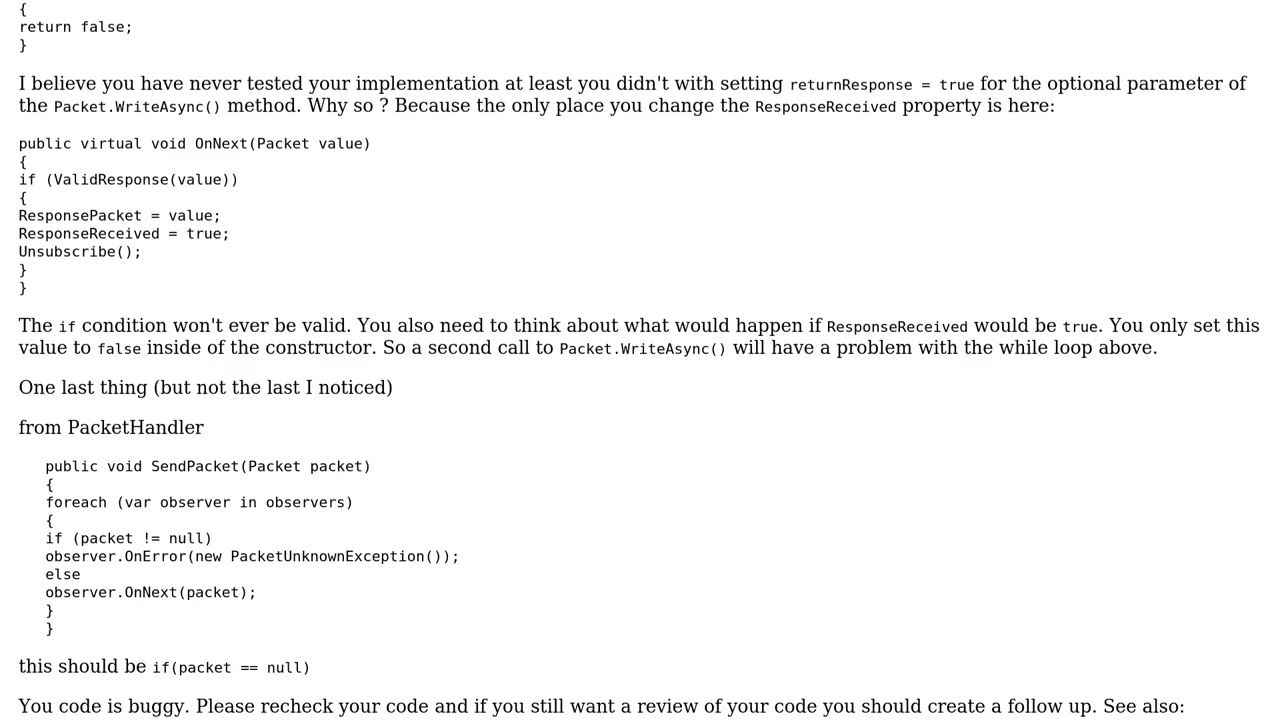 {
return false;
}
I believe you have never tested your implementation at least you didn't with setting returnResponse = true for the optional parameter of
the Packet.WriteAsync() method. Why so ? Because the only place you change the ResponseReceived property is here:
public virtual void OnNext(Packet value)
{
if (ValidResponse(value))
{
ResponsePacket = value;
ResponseReceived = true;
Unsubscribe();
}
}
The if condition won't ever be valid. You also need to think about what would happen if ResponseReceived would be true. You only set this
value to false inside of the constructor. So a second call to Packet.WriteAsync() will have a problem with the while loop above.
One last thing (but not the last I noticed)
from PacketHandler
public void SendPacket(Packet packet)
{
foreach (var observer in observers)
{
if (packet != null)
observer.OnError(new PacketUnknownException());
else
observer.OnNext(packet);
}
}
this should be if(packet == null)
You code is buggy. Please recheck your code and if you still want a review of your code you should create a follow up. See also: